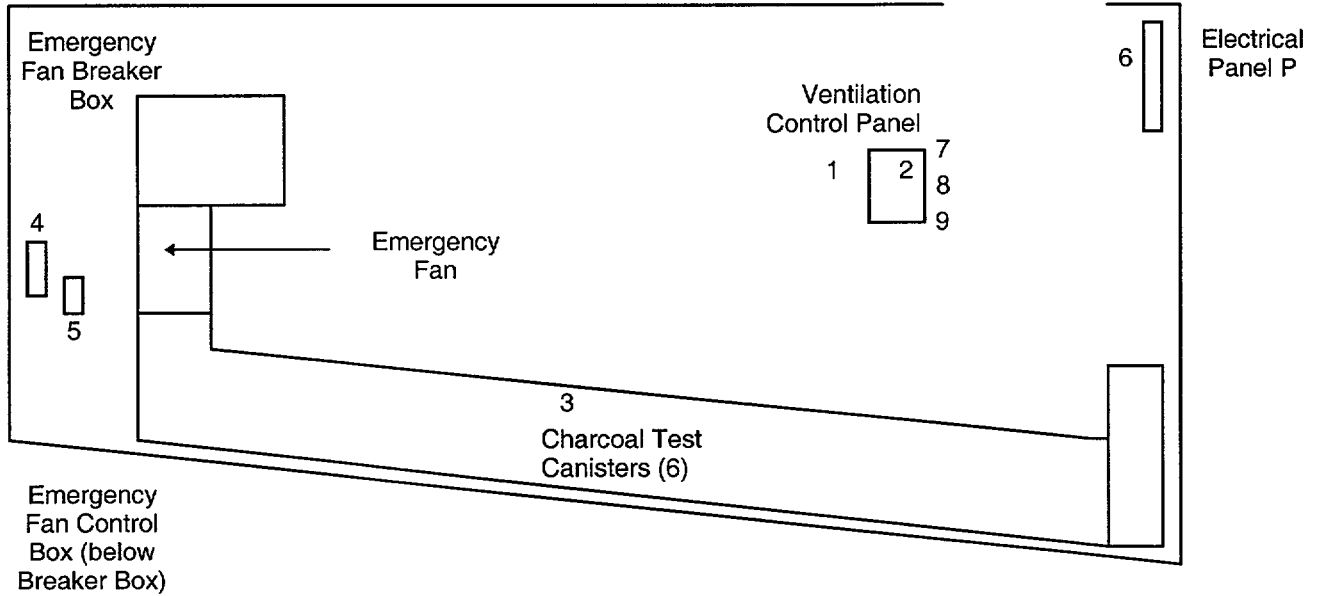 Emergency
Fan Breaker
Box
6
Electrical
Panel P
Ventilation
Control Panel
1
2
7
8
9
4
5
Emergency
Fan
3
Charcoal Test
Canisters (6)
Emergency
Fan Control
Box (below
Breaker Box)